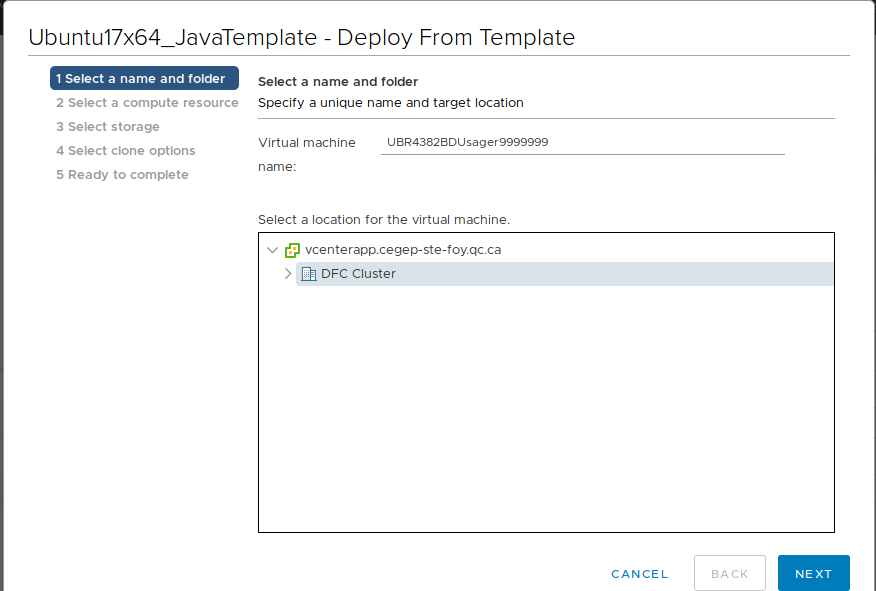 Ubuntu17x64_JavaTemplate - Deploy From Template
1 Select a name and folder
2 Select a compute resource
3 Select storage
4 Select clone options
5 Ready to complete
Select a name and folder
Specify a unique name and target location
Virtual machine
name:
UBR4382BDUsager9999999
Select a location for the virtual machine.
vcenterapp.cegep-ste-foy.qc.ca
DFC Cluster
CANCEL
BACK
NEXT